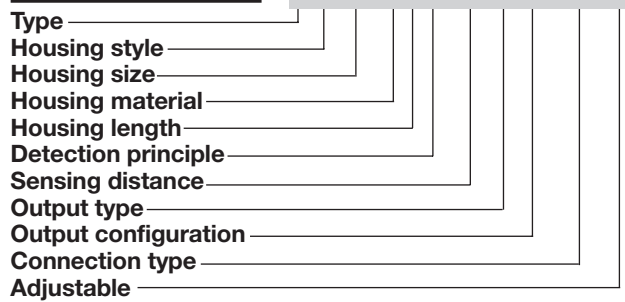 Type
Housing style
Housing size
Housing material
Housing length
Detection principle
Sensing distance
Output type
Output configuration
Connection type
Adjustable